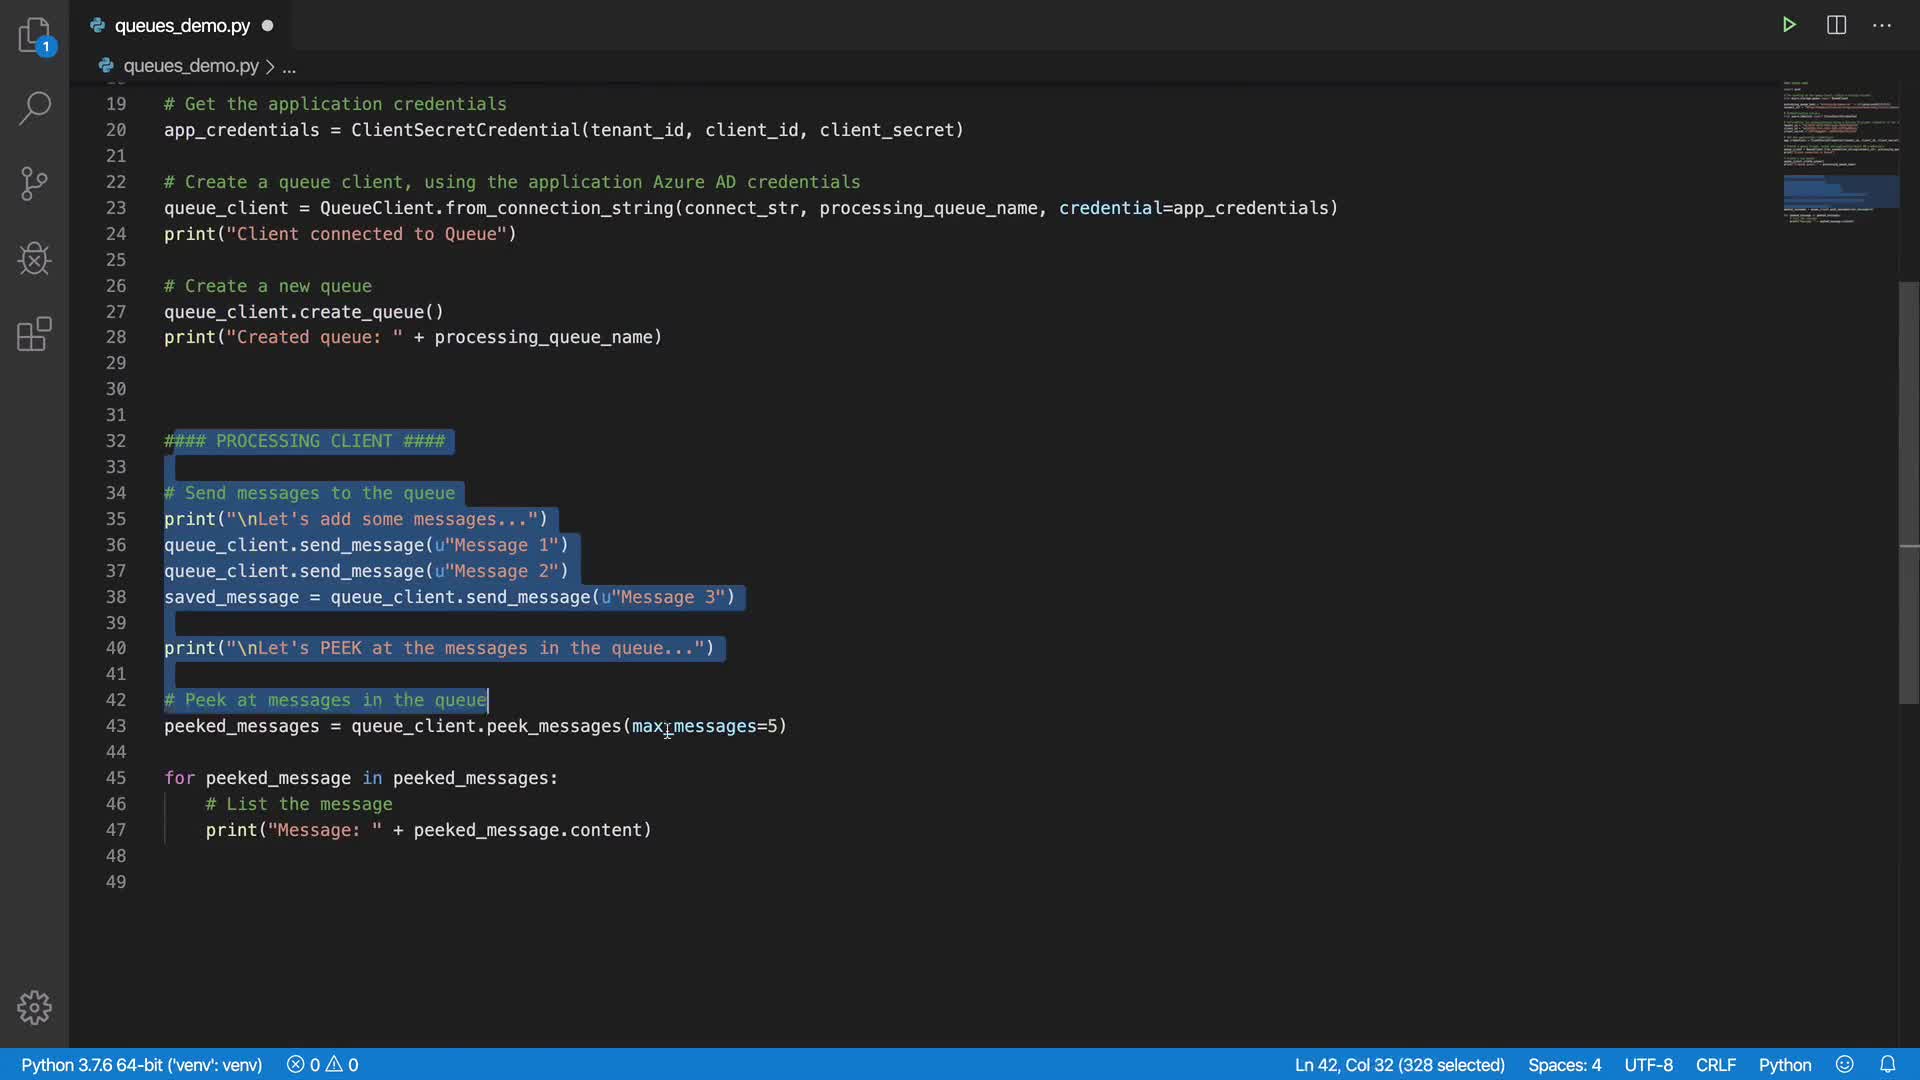 queues_demo.py
1
queues_demo.py > ...
19 # Get the application credentials
20 app_credentials = ClientSecretCredential(tenant_id, client_id, client_secret)
21
22 # Create a queue client, using the application Azure AD credentials
23 queue_client = QueueClient.from_connection_string(connect_str, processing_queue_name, credential=app_credentials)
24 print("Client connected to Queue")
25
26 # Create a new queue
27 queue_client.create_queue()
28 print("Created queue: " + processing_queue_name)
29
30
31
32 #### PROCESSING CLIENT ####
33
34 # Send messages to the queue
35 print("\nLet's add some messages...")
36 queue_client.send_message(u"Message 1")
37 queue_client.send_message(u"Message 2")
38 saved_message = queue_client.send_message(u"Message 3")
39
40 print("\nLet's PEEK at the messages in the queue...")
41
42 # Peek at messages in the queue
43 peeked_messages = queue_client.peek_messages(max_messages=5)
44
45 for peeked_message in peeked_messages:
46     # List the message
47     print("Message: " + peeked_message.content)
48
49
Python 3.7.6 64-bit ('venv': venv) 0 0 Ln 42, Col 32 (328 selected) Spaces: 4 UTF-8 CRLF Python